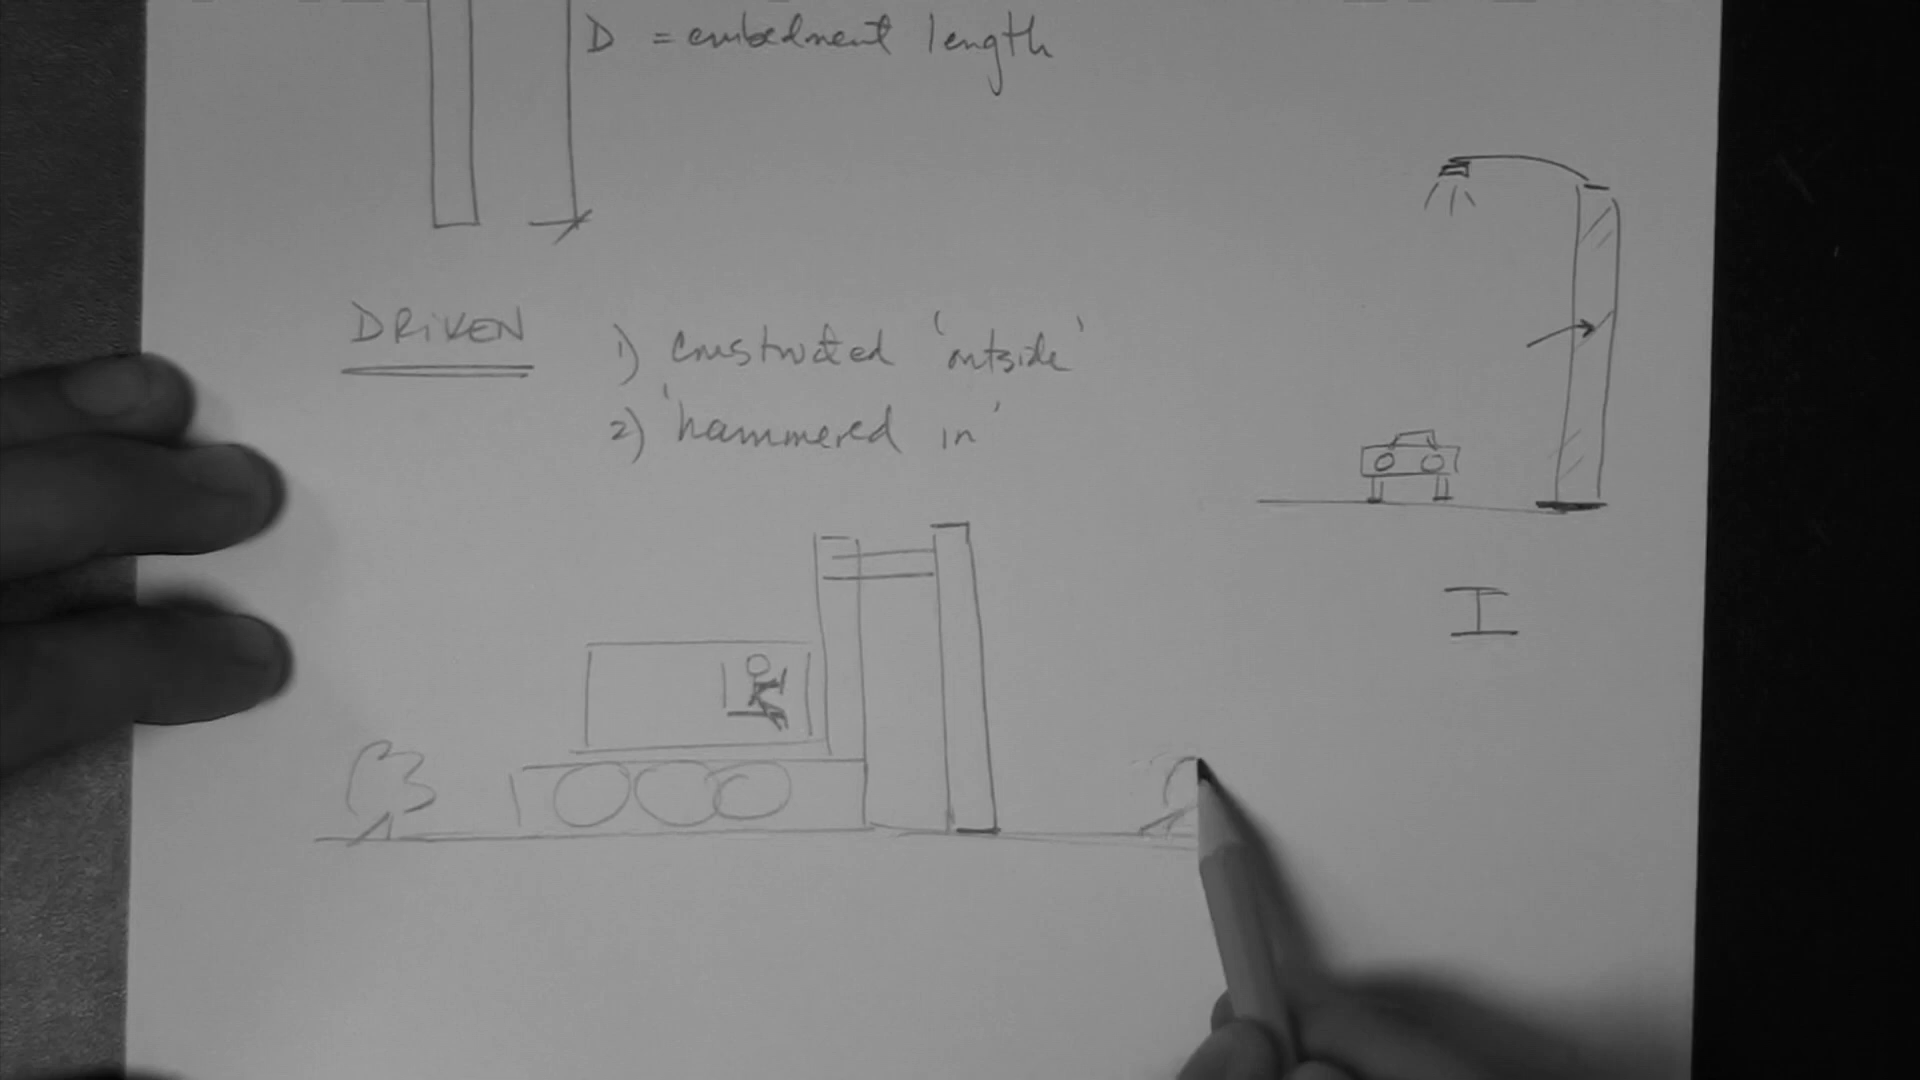 D = embedment length
DRIVEN
1) constructed 'outside'
2) 'hammered in'
I